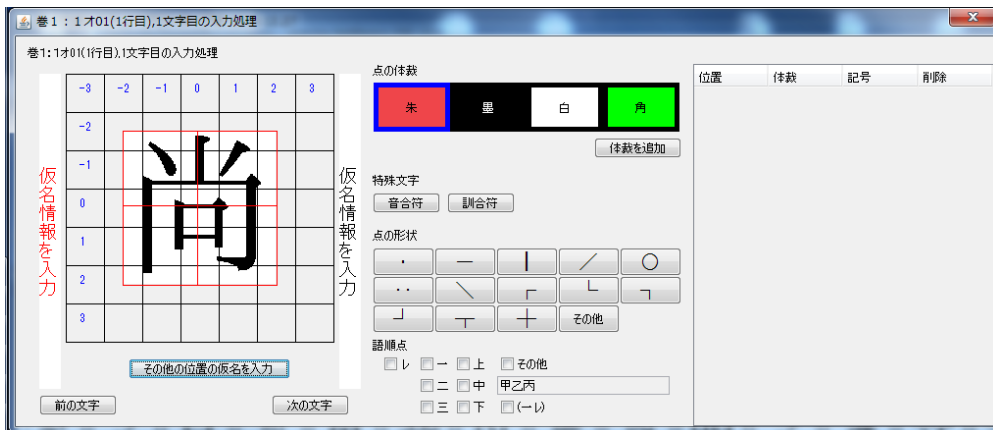 巻1:1オ01(1行目),1文字目の入力処理
巻1:1オ01(1行目),1文字目の入力処理
-3 -2 -1 0 1 2 3
-2
-1
0
1
2
3
尚
仮名情報を入力
仮名情報を入力
その他の位置の仮名を入力
前の文字 次の文字
点の体裁
朱 墨 白 角
体裁を追加
特殊文字
音合符 訓合符
点の形状
その他
語順点
レ 一 上 その他
二 中 甲乙丙
三 下 (一レ)
位置 体裁 記号 削除